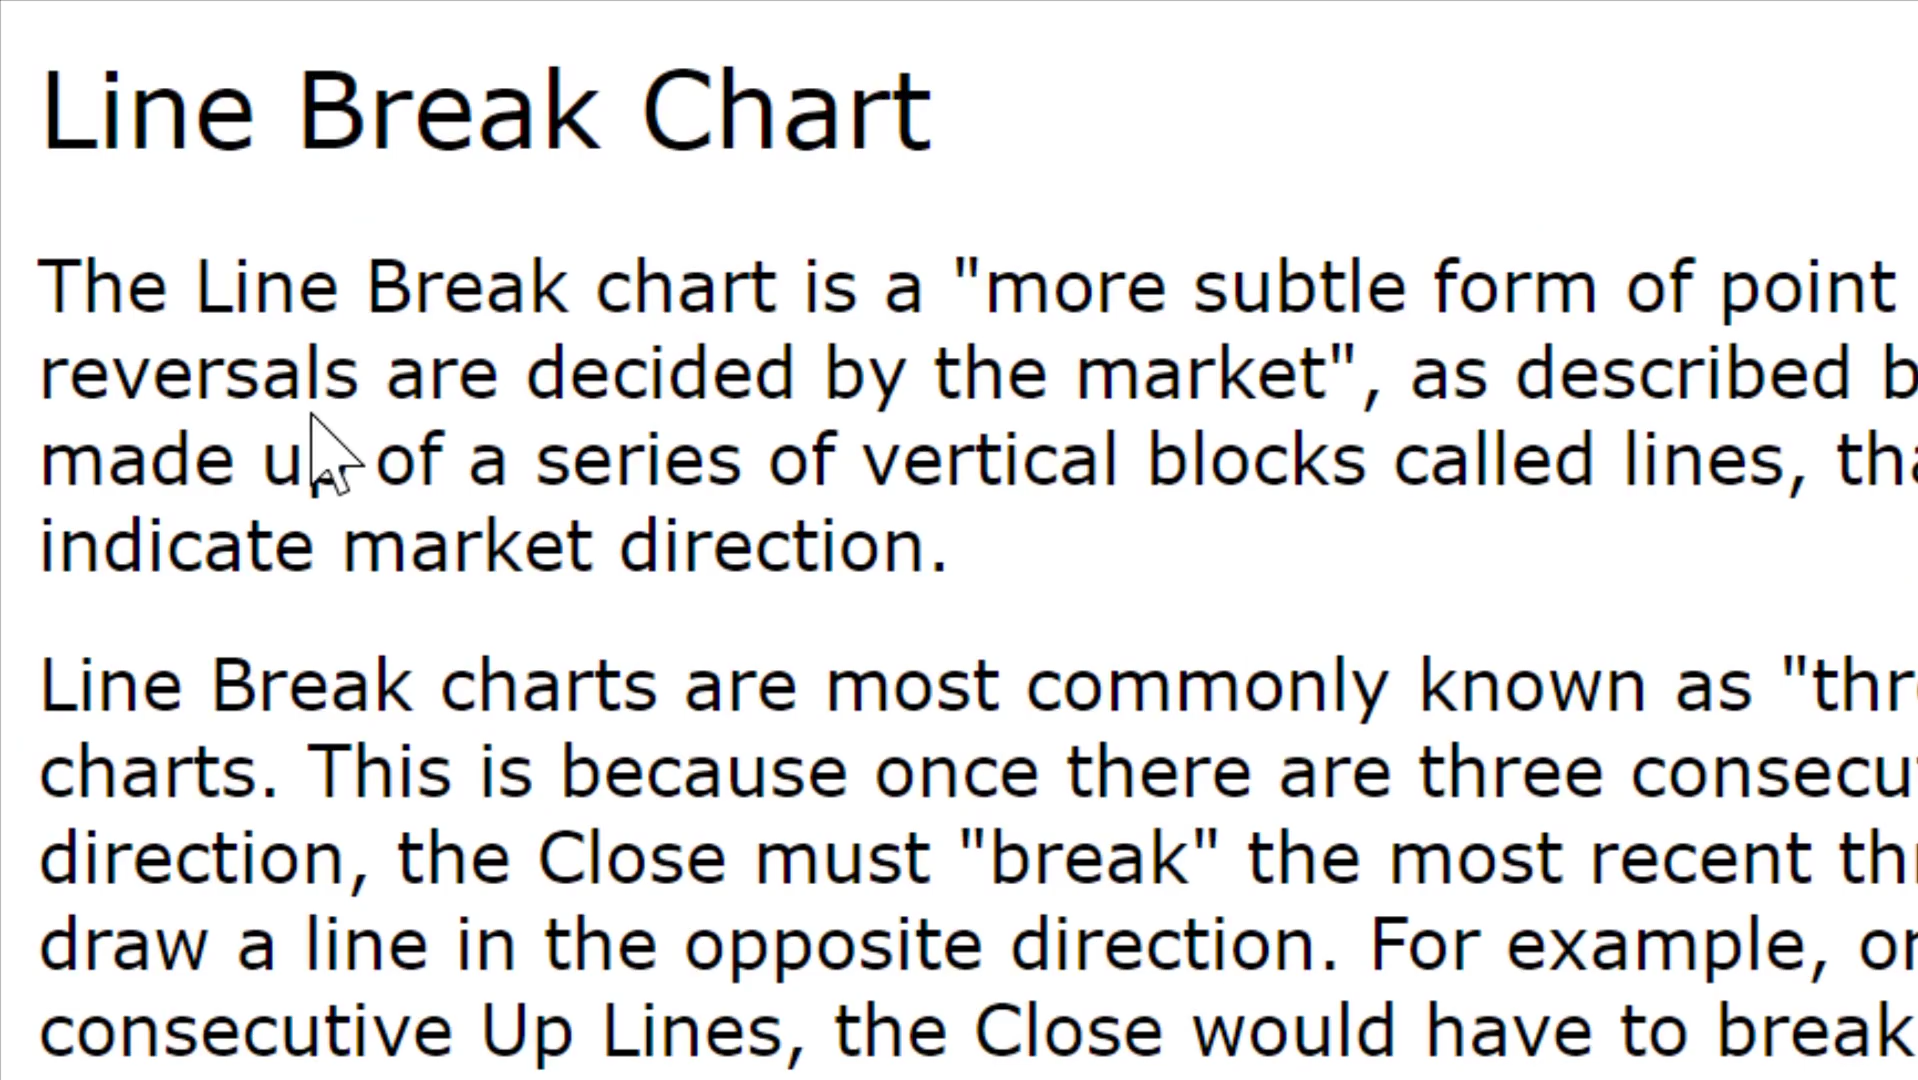 Line Break Chart
The Line Break chart is a "more subtle form of point
reversals are decided by the market", as described
made up of a series of vertical blocks called lines,
indicate market direction.
Line Break charts are most commonly known as
charts. This is because once there are three
direction, the Close must "break" the most recent
draw a line in the opposite direction. For example,
consecutive Up Lines, the Close would have to break